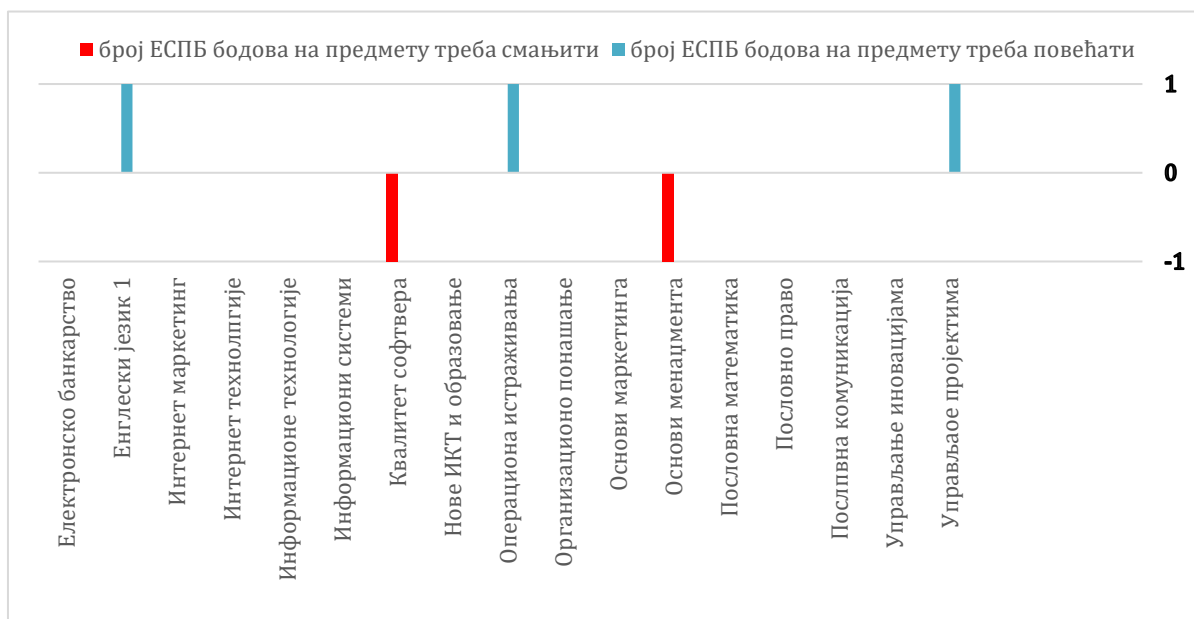 број ЕСПБ бодова на предмету треба смањити број ЕСПБ бодова на предмету треба повећати
1
0
-1
Електронско банкарство
Енглески језик 1
Интернет маркетинг
Интернет технолпгије
Информационе технологије
Информациони системи
Квалитет софтвера
Нове ИКТ и образовање
Операциона истраживања
Организационо понашање
Основи маркетинга
Основи менаџмента
Пословна математика
Пословно право
Послпвна комуникација
Управљање иновацијама
Управљаое пројектима